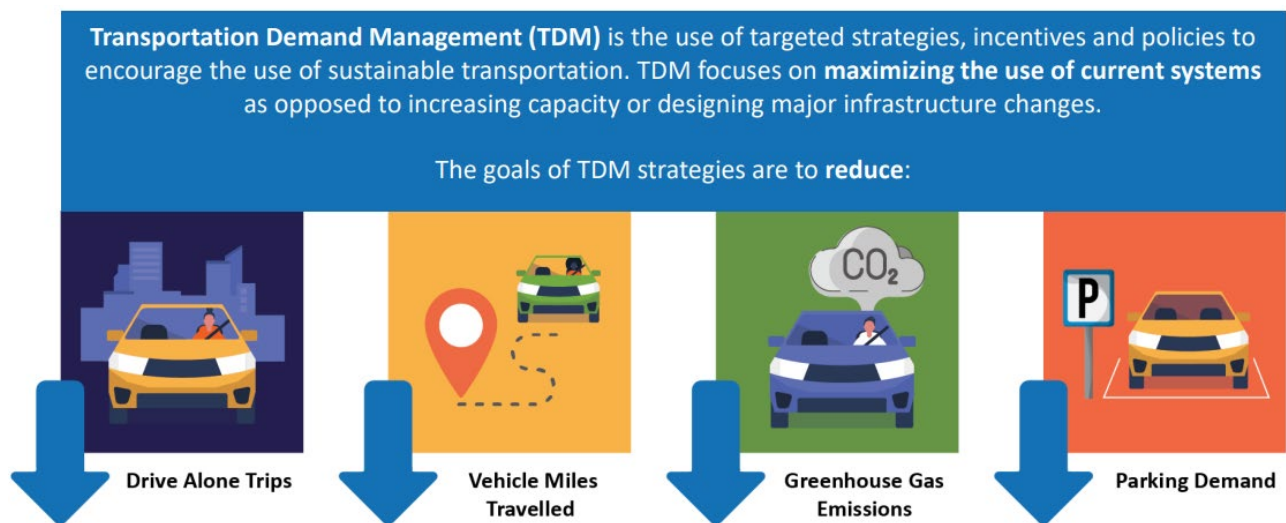 Transportation Demand Management (TDM) is the use of targeted strategies, incentives and policies to
encourage the use of sustainable transportation. TDM focuses on maximizing the use of current systems
as opposed to increasing capacity or designing major infrastructure changes.
The goals of TDM strategies are to reduce:
CO₂
P
Drive Alone Trips
Vehicle Miles
Travelled
Greenhouse Gas
Emissions
Parking Demand